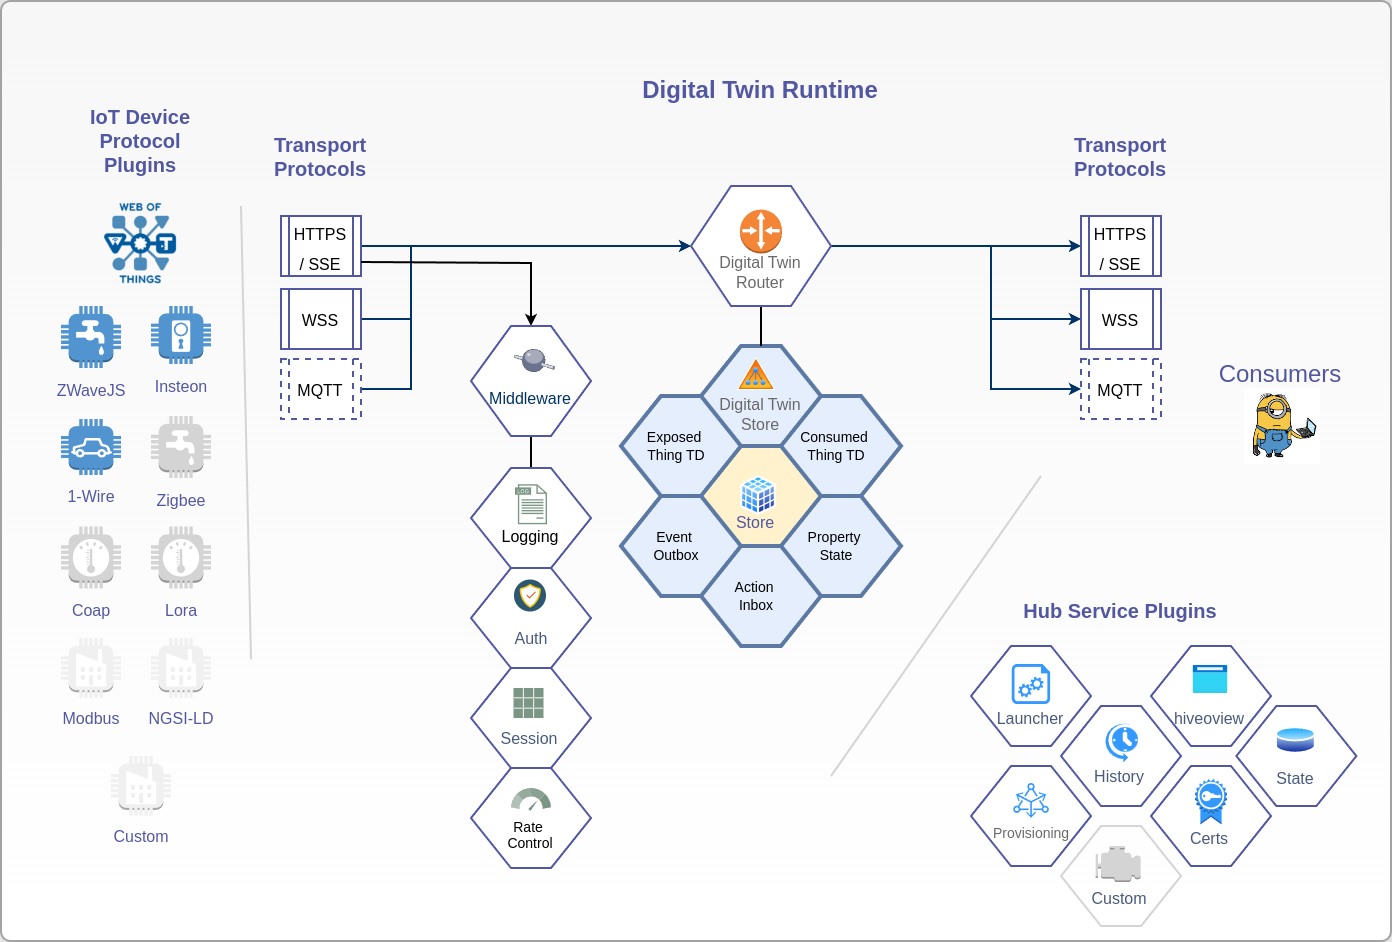 Digital Twin Runtime
IoT Device
Protocol
Plugins
WEB OF
W T
THINGS
ZWaveJS
Insteon
1-Wire
Zigbee
Coap
Lora
Modbus
NGSI-LD
Custom
Transport
Protocols
HTTPS
/ SSE
WSS
MQTT
Middleware
LOG
Logging
Auth
Session
Rate
Control
Digital Twin
Router
Digital Twin
Store
Exposed
Thing TD
Consumed
Thing TD
Store
Event
Outbox
Property
State
Action
Inbox
Transport
Protocols
HTTPS
/ SSE
WSS
MQTT
Consumers
Hub Service Plugins
Launcher
hiveoview
History
State
Provisioning
Certs
Custom